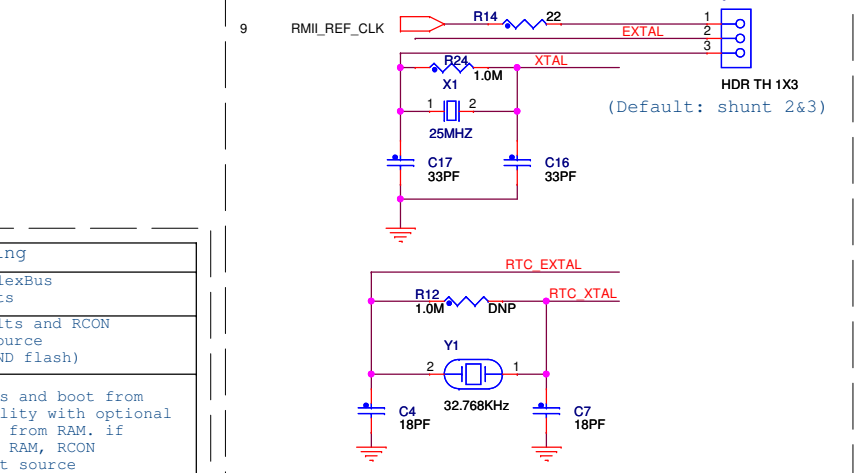 R14 22
9 RMII_REF_CLK
1
EXTAL 2
3
R24
1.0M
XTAL
X1
HDR TH 1X3
1 2
(Default: shunt 2&3)
25MHZ
C17
33PF
C16
33PF
ng
lexBus
ts
lts and RCON
ource
ND flash)
s and boot from
lity with optional
from RAM. if
RAM, RCON
t source
RTC_EXTAL
R12
1.0M
DNP
RTC_XTAL
Y1
2 1
32.768KHz
C4
18PF
C7
18PF